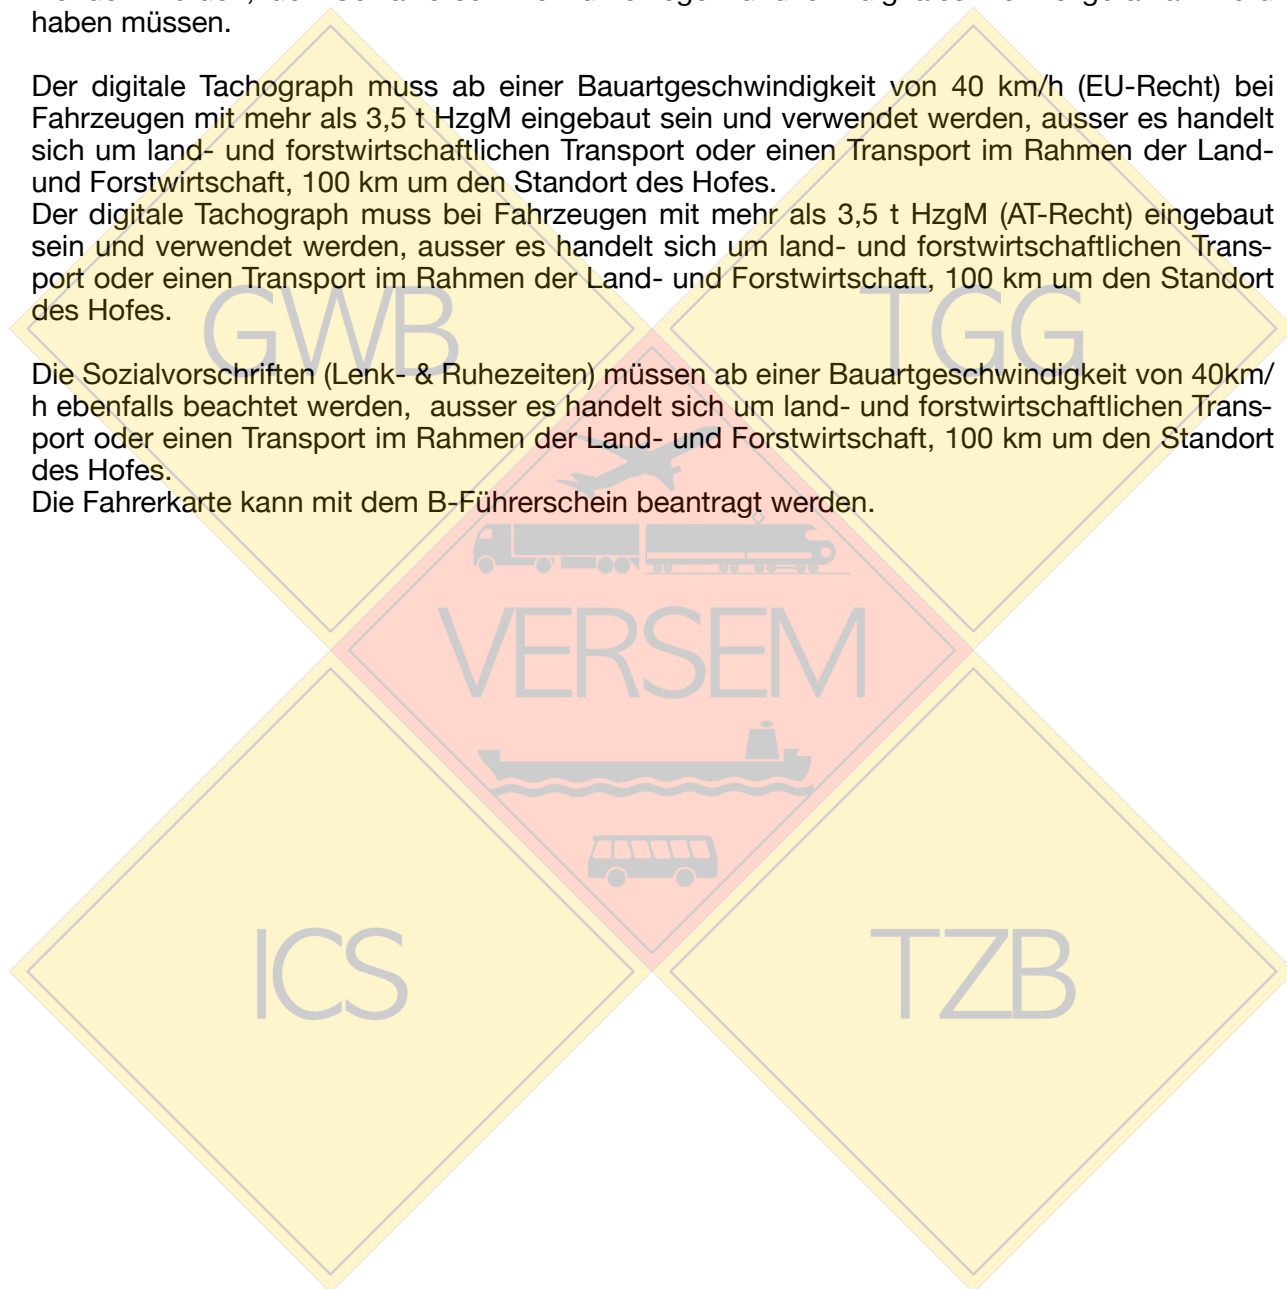 haben müssen.
Der digitale Tachograph muss ab einer Bauartgeschwindigkeit von 40 km/h (EU-Recht) bei
Fahrzeugen mit mehr als 3,5 t HzgM eingebaut sein und verwendet werden, ausser es handelt
sich um land- und forstwirtschaftlichen Transport oder einen Transport im Rahmen der Land-
und Forstwirtschaft, 100 km um den Standort des Hofes.
Der digitale Tachograph muss bei Fahrzeugen mit mehr als 3,5 t HzgM (AT-Recht) eingebaut
sein und verwendet werden, ausser es handelt sich um land- und forstwirtschaftlichen Trans-
port oder einen Transport im Rahmen der Land- und Forstwirtschaft, 100 km um den Standort
des Hofes.
GWB TGG
Die Sozialvorschriften (Lenk- & Ruhezeiten) müssen ab einer Bauartgeschwindigkeit von 40km/
h ebenfalls beachtet werden,  ausser es handelt sich um land- und forstwirtschaftlichen Trans-
port oder einen Transport im Rahmen der Land- und Forstwirtschaft, 100 km um den Standort
des Hofes.
Die Fahrerkarte kann mit dem B-Führerschein beantragt werden.
VERSEM
ICS TZB